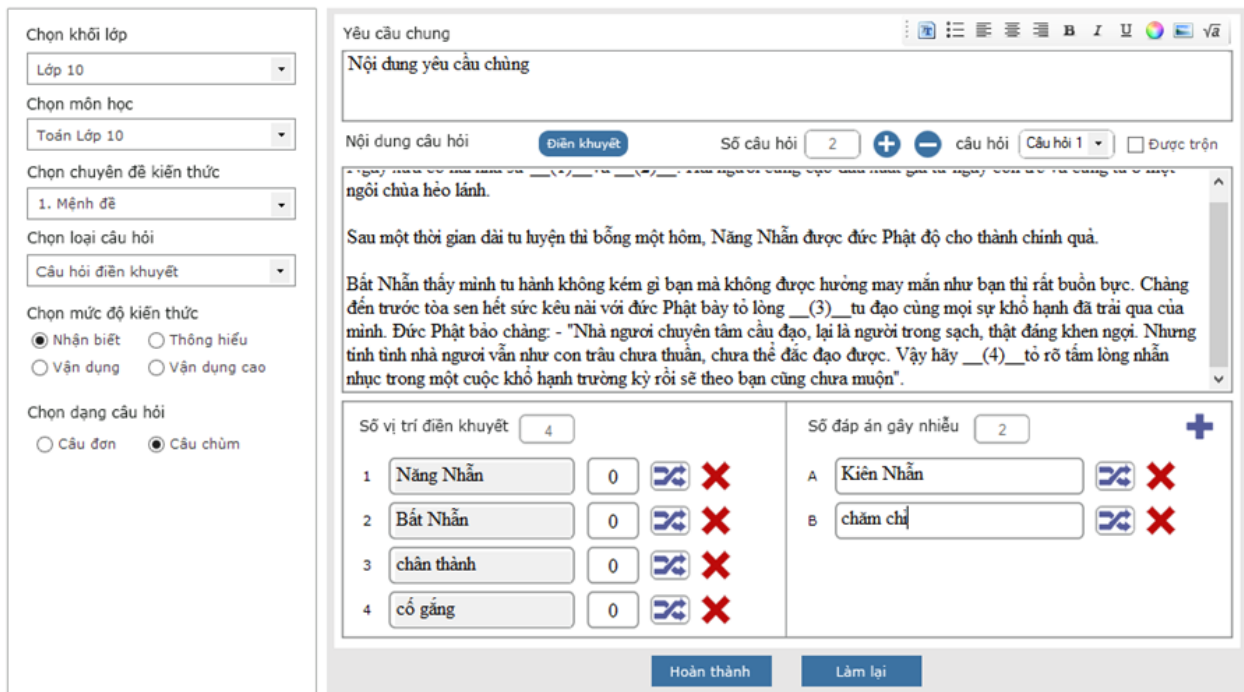 Chọn khối lớp
Lớp 10
Chọn môn học
Toán Lớp 10
Chọn chuyên đề kiến thức
1. Mệnh đề
Chọn loại câu hỏi
Câu hỏi điền khuyết
Chọn mức độ kiến thức
Nhận biết Thông hiểu
Vận dụng Vận dụng cao
Chọn dạng câu hỏi
Câu đơn Câu chùm
Yêu cầu chung
B I U √a
Nội dung yêu cầu chùng
Nội dung câu hỏi Điền khuyết Số câu hỏi 2 câu hỏi Câu hỏi 1 Được trộn
ngôi chùa hẻo lánh.
Sau một thời gian dài tu luyện thì bỗng một hôm, Năng Nhẫn được đức Phật độ cho thành chính quả.
Bất Nhẫn thấy mình tu hành không kém gì bạn mà không được hưởng may mắn như bạn thì rất buồn bực. Chàng
đến trước tòa sen hết sức kêu nài với đức Phật bày tỏ lòng __(3)__tu đạo cùng mọi sự khổ hạnh đã trải qua của
mình. Đức Phật bảo chàng: - "Nhà ngươi chuyên tâm cầu đạo, lại là người trong sạch, thật đáng khen ngợi. Nhưng
tinh tình nhà ngươi vẫn như con trâu chưa thuần, chưa thể đắc đạo được. Vậy hãy __(4)__tỏ rõ tấm lòng nhẫn
nhục trong một cuộc khổ hạnh trường kỳ rồi sẽ theo bạn cũng chưa muộn".
Số vị trí điền khuyết 4
1 Năng Nhẫn 0
2 Bất Nhẫn 0
3 chân thành 0
4 cố gắng 0
Số đáp án gây nhiễu 2
A Kiên Nhẫn
B chăm chỉ
Hoàn thành Làm lại